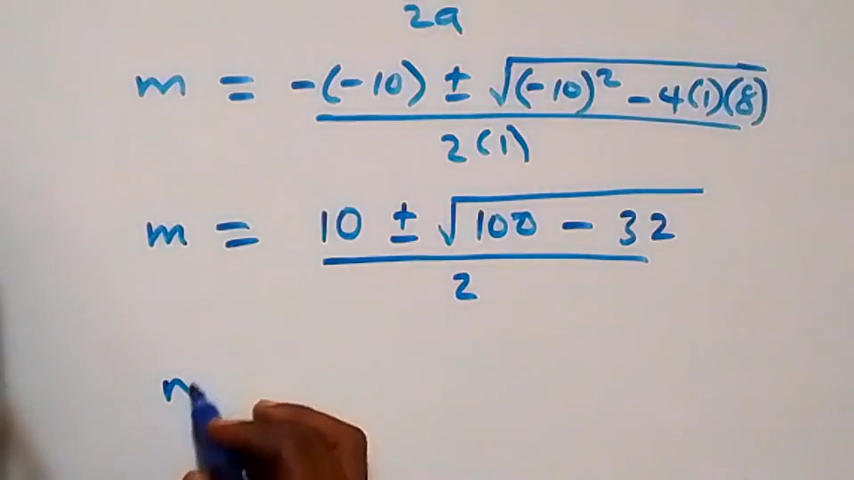 2a
m = -(-10) ± √(-10)² - 4(1)(8)
2(1)
m = 10 ± √100 - 32
2
m